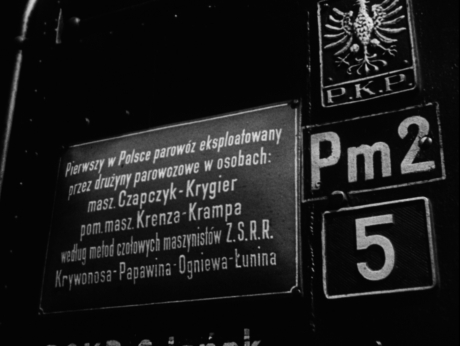 Pierwszy w Polsce parowóz eksploatowany
przez drużyny parowozowe w osobach:
masz. Czapczyk-Krygier
pom. masz. Krenza-Krampa
według metod czołowych maszynistów Z.S.R.R.
Krywonosa-Papawina-Ogniewa-Łunina
P.K.P.
Pm2
5